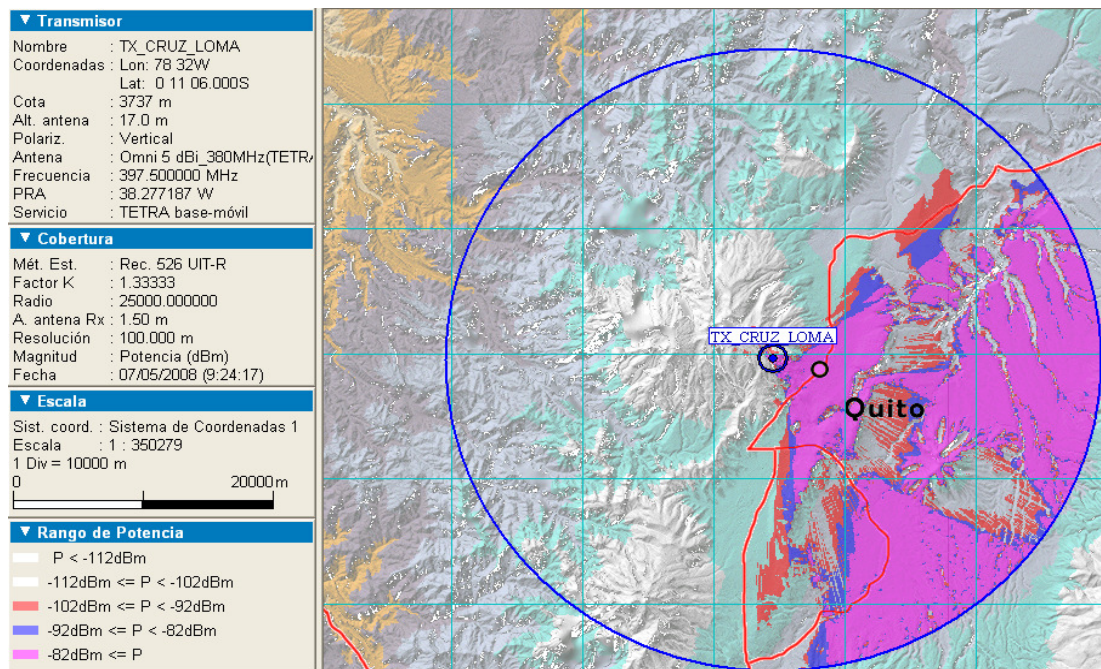 ▼ Transmisor
Nombre : TX_CRUZ_LOMA
Coordenadas : Lon: 78 32W
Lat: 0 11 06.000S
Cota : 3737 m
Alt. antena : 17.0 m
Polariz. : Vertical
Antena : Omni 5 dBi_380MHz(TETRA
Frecuencia : 397.500000 MHz
PRA : 38.277187 W
Servicio : TETRA base-móvil
▼ Cobertura
Mét. Est. : Rec. 526 UIT-R
Factor K : 1.33333
Radio : 25000.000000
A. antena Rx : 1.50 m
Resolución : 100.000 m
Magnitud : Potencia (dBm)
Fecha : 07/05/2008 (9:24:17)
▼ Escala
Sist. coord. : Sistema de Coordenadas 1
Escala : 1 : 350279
1 Div = 10000 m
0 20000m
▼ Rango de Potencia
P < -112dBm
-112dBm <= P < -102dBm
-102dBm <= P < -92dBm
-92dBm <= P < -82dBm
-82dBm <= P
TX_CRUZ_LOMA
Quito